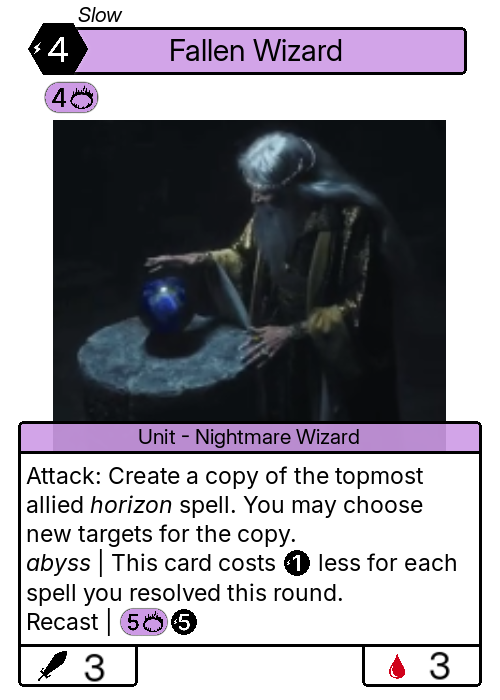 Slow
4 Fallen Wizard
4
Unit - Nightmare Wizard
Attack: Create a copy of the topmost
allied horizon spell. You may choose
new targets for the copy.
abyss | This card costs 1 less for each
spell you resolved this round.
Recast | 5 5
3 3